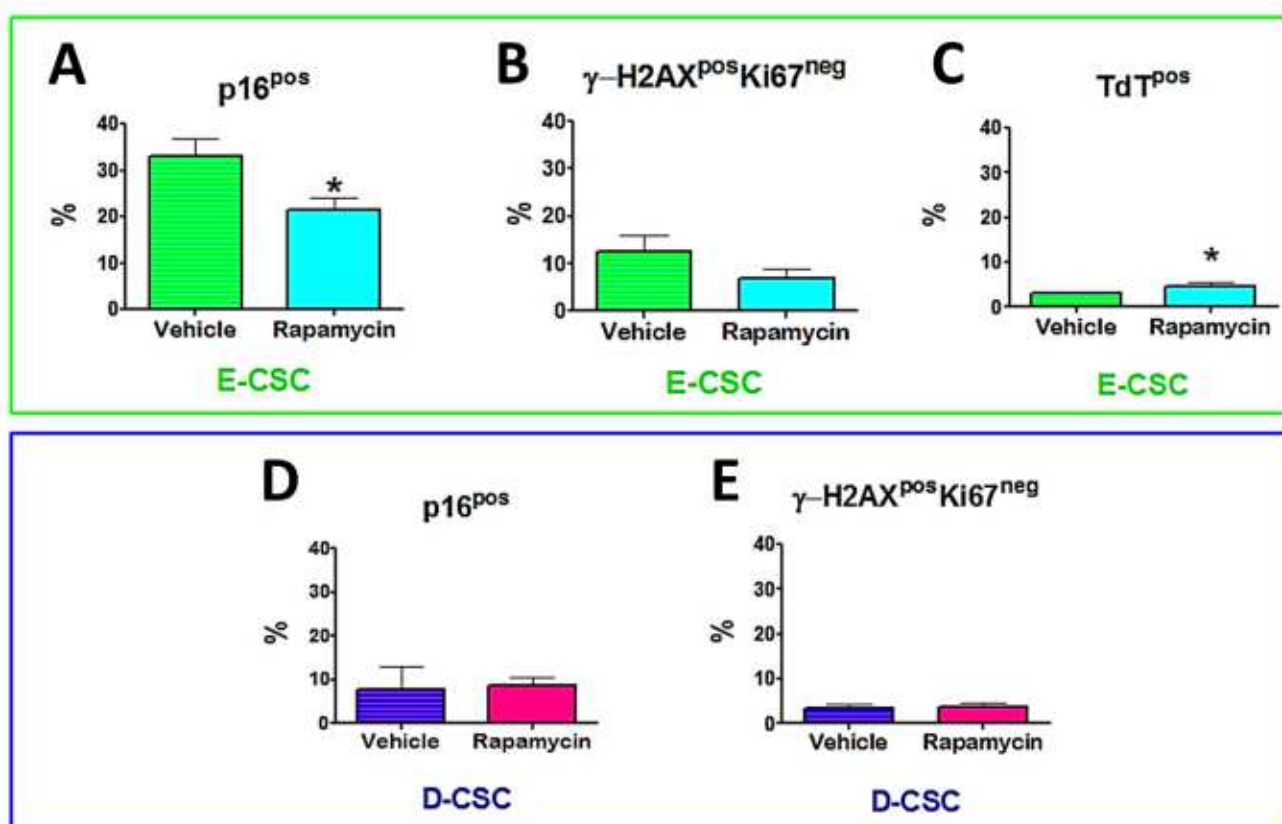 A
p16pos
40
30
20
10
0
%
*
Vehicle Rapamycin
E-CSC
B
γ–H2AXposKi67neg
40
30
20
10
0
%
Vehicle Rapamycin
E-CSC
C
TdTpos
40
30
20
10
0
%
*
Vehicle Rapamycin
E-CSC
D
p16pos
40
30
20
10
0
%
Vehicle Rapamycin
D-CSC
E
γ–H2AXposKi67neg
40
30
20
10
0
%
Vehicle Rapamycin
D-CSC